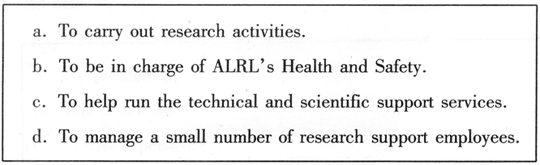 a. To carry out research activities.
b. To be in charge of ALRL's Health and Safety.
c. To help run the technical and scientific support services.
d. To manage a small number of research support employees.